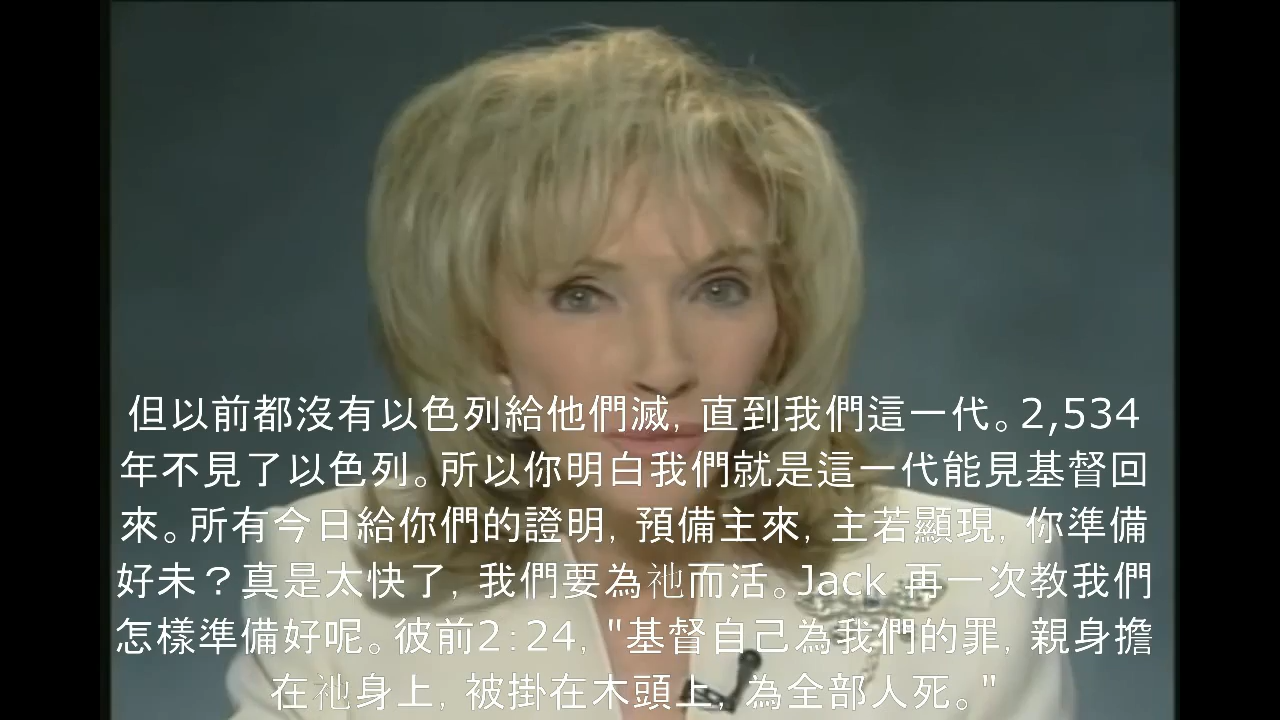 但以前都沒有以色列給他們滅, 直到我們這一代。2,534
年不見了以色列。所以你明白我們就是這一代能見基督回
來。所有今日給你們的證明, 預備主來, 主若顯現, 你準備
好未？真是太快了, 我們要為祂而活。Jack 再一次教我們
怎樣準備好呢。彼前2:24, "基督自己為我們的罪, 親身擔
在祂身上, 被掛在木頭上, 為全部人死。"